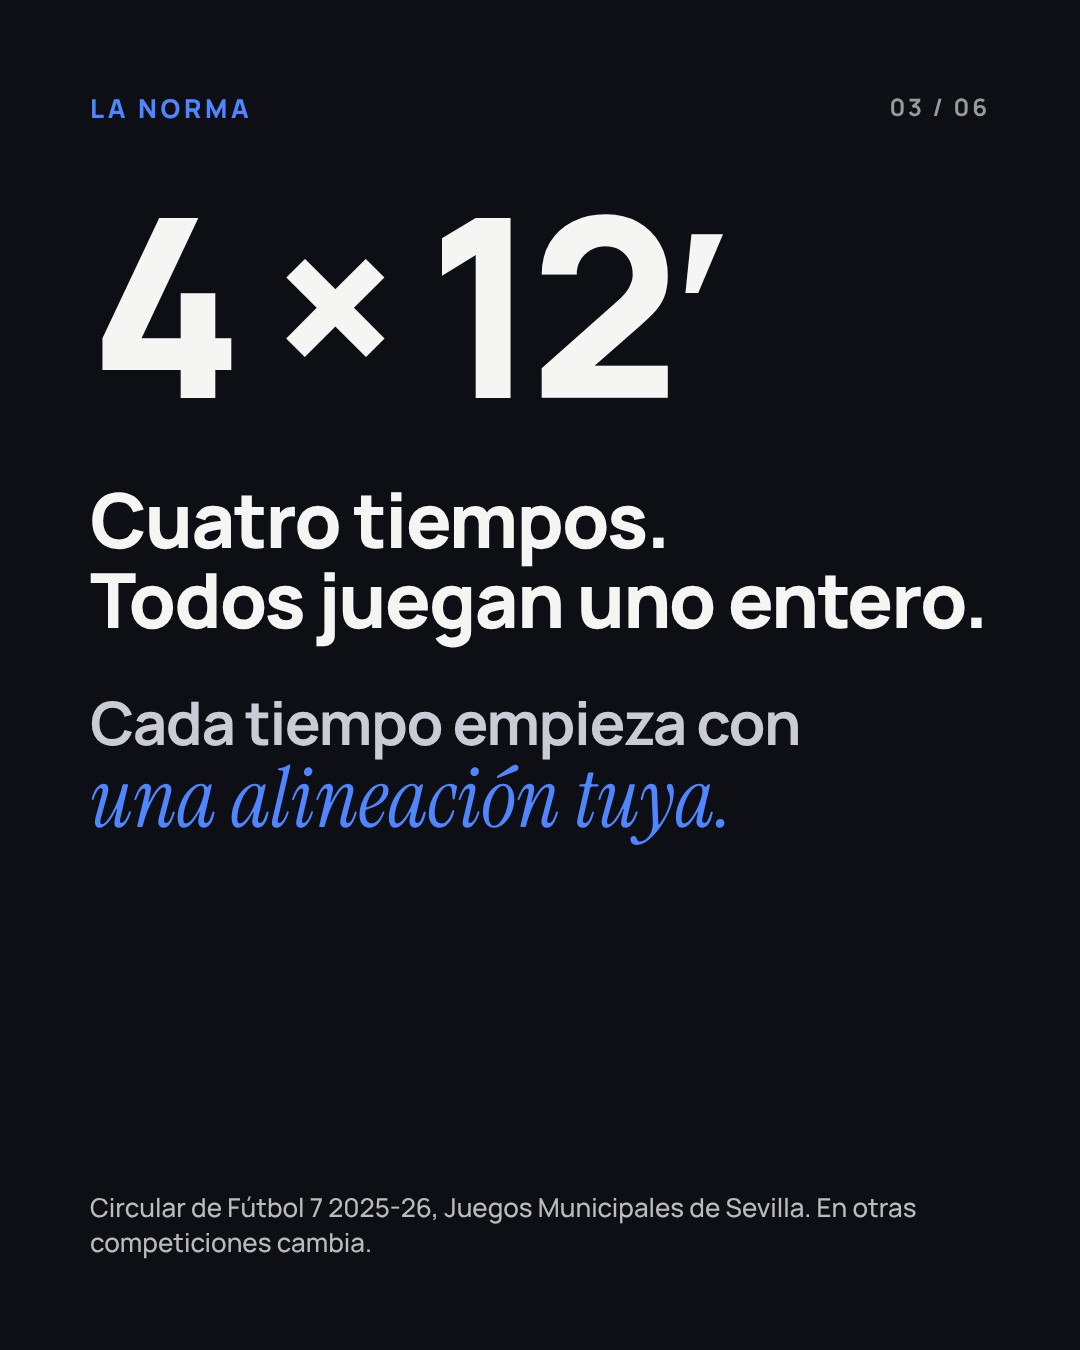 LA NORMA
03 / 06
4 × 12′
Cuatro tiempos.
Todos juegan uno entero.
Cada tiempo empieza con
una alineación tuya.
Circular de Fútbol 7 2025-26, Juegos Municipales de Sevilla. En otras
competiciones cambia.